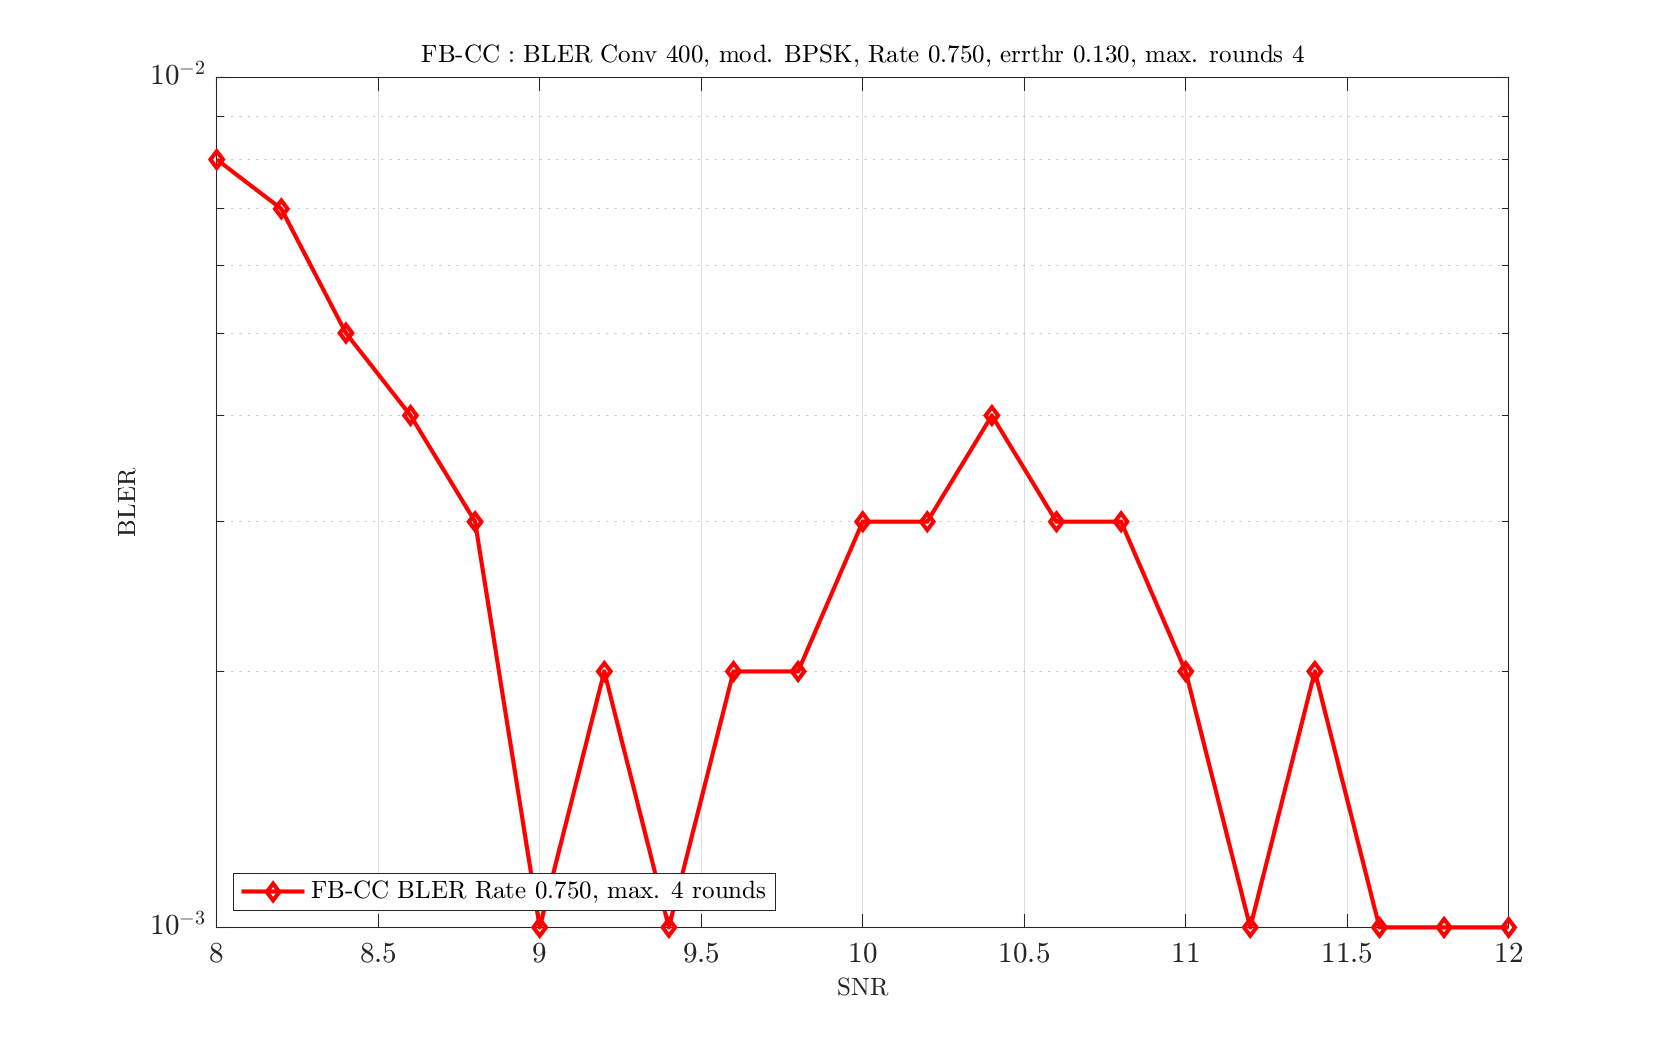 FB-CC : BLER Conv 400, mod. BPSK, Rate 0.750, errthr 0.130, max. rounds 4
10⁻²
BLER
10⁻³
FB-CC BLER Rate 0.750, max. 4 rounds
8 8.5 9 9.5 10 10.5 11 11.5 12
SNR